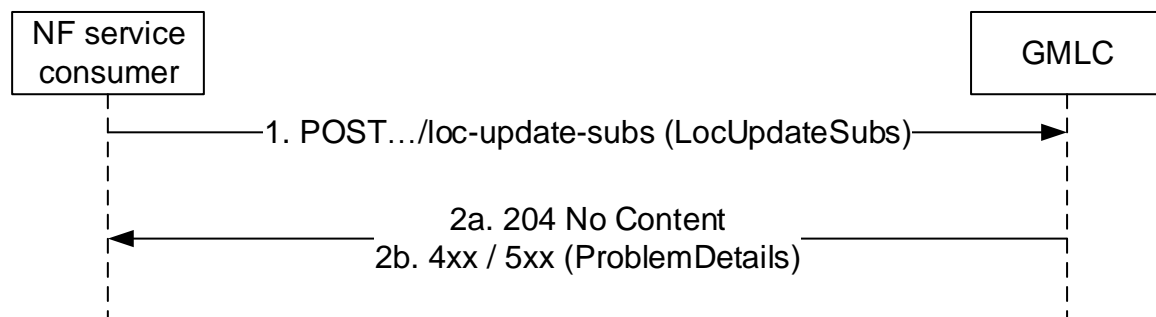 NF service
consumer
GMLC
1. POST…/loc-update-subs (LocUpdateSubs)
2a. 204 No Content
2b. 4xx / 5xx (ProblemDetails)